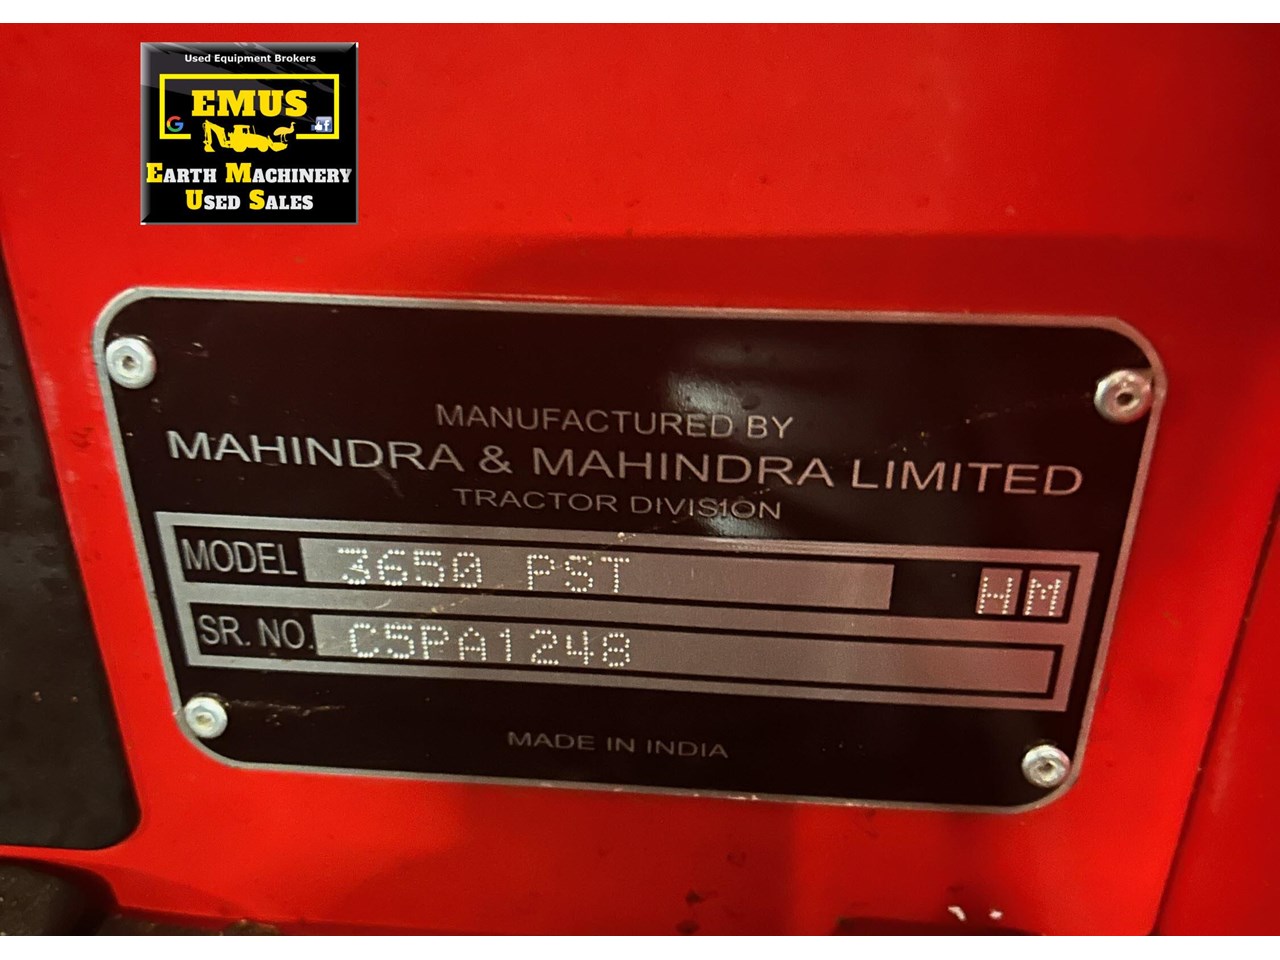 Used Equipment Brokers
EMUS
EARTH MACHINERY
USED SALES
MANUFACTURED BY
MAHINDRA & MAHINDRA LIMITED
TRACTOR DIVISION
MODEL 3650 PST HM
SR. NO. C5PA1248
MADE IN INDIA